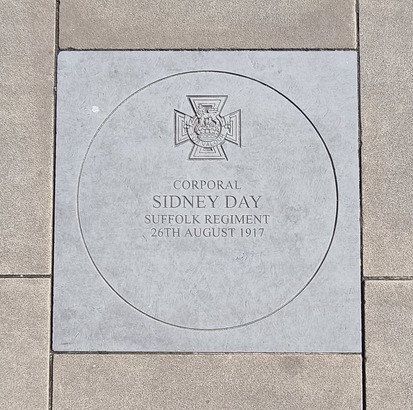 CORPORAL
SIDNEY DAY
SUFFOLK REGIMENT
26TH AUGUST 1917